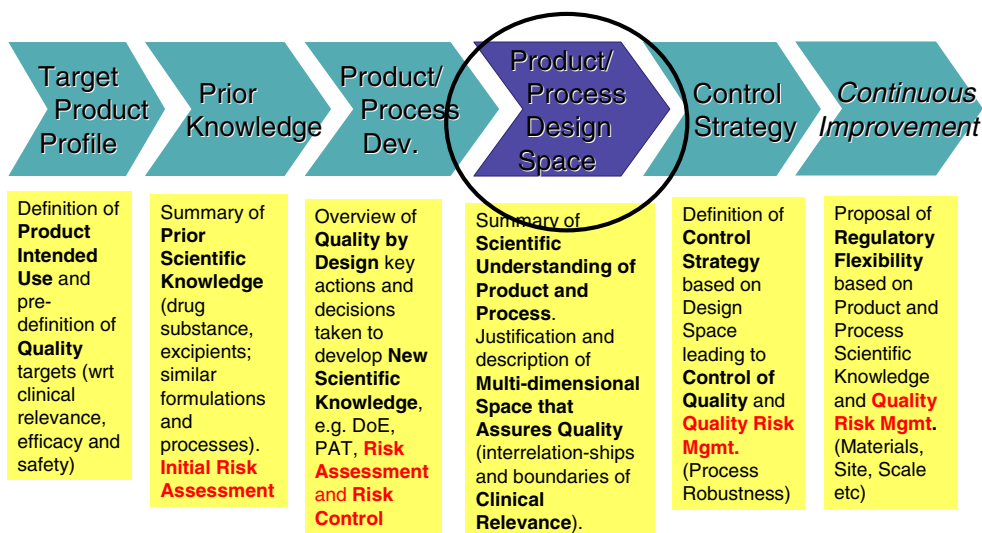 Target
Product
Profile
Prior
Knowledge
Product/
Process
Dev.
Product/
Process
Design
Space
Control
Strategy
Continuous
Improvement
Definition of
Product
Intended
Use and
pre-
definition of
Quality
targets (wrt
clinical
relevance,
efficacy and
safety)
Summary of
Prior
Scientific
Knowledge
(drug
substance,
excipients;
similar
formulations
and
processes).
Initial Risk
Assessment
Overview of
Quality by
Design key
actions and
decisions
taken to
develop New
Scientific
Knowledge,
e.g. DoE,
PAT, Risk
Assessment
and Risk
Control
Summary of
Scientific
Understanding of
Product and
Process.
Justification and
description of
Multi-dimensional
Space that
Assures Quality
(interrelation-ships
and boundaries of
Clinical
Relevance).
Definition of
Control
Strategy
based on
Design
Space
leading to
Control of
Quality and
Quality Risk
Mgmt.
(Process
Robustness)
Proposal of
Regulatory
Flexibility
based on
Product and
Process
Scientific
Knowledge
and Quality
Risk Mgmt.
(Materials,
Site, Scale
etc)